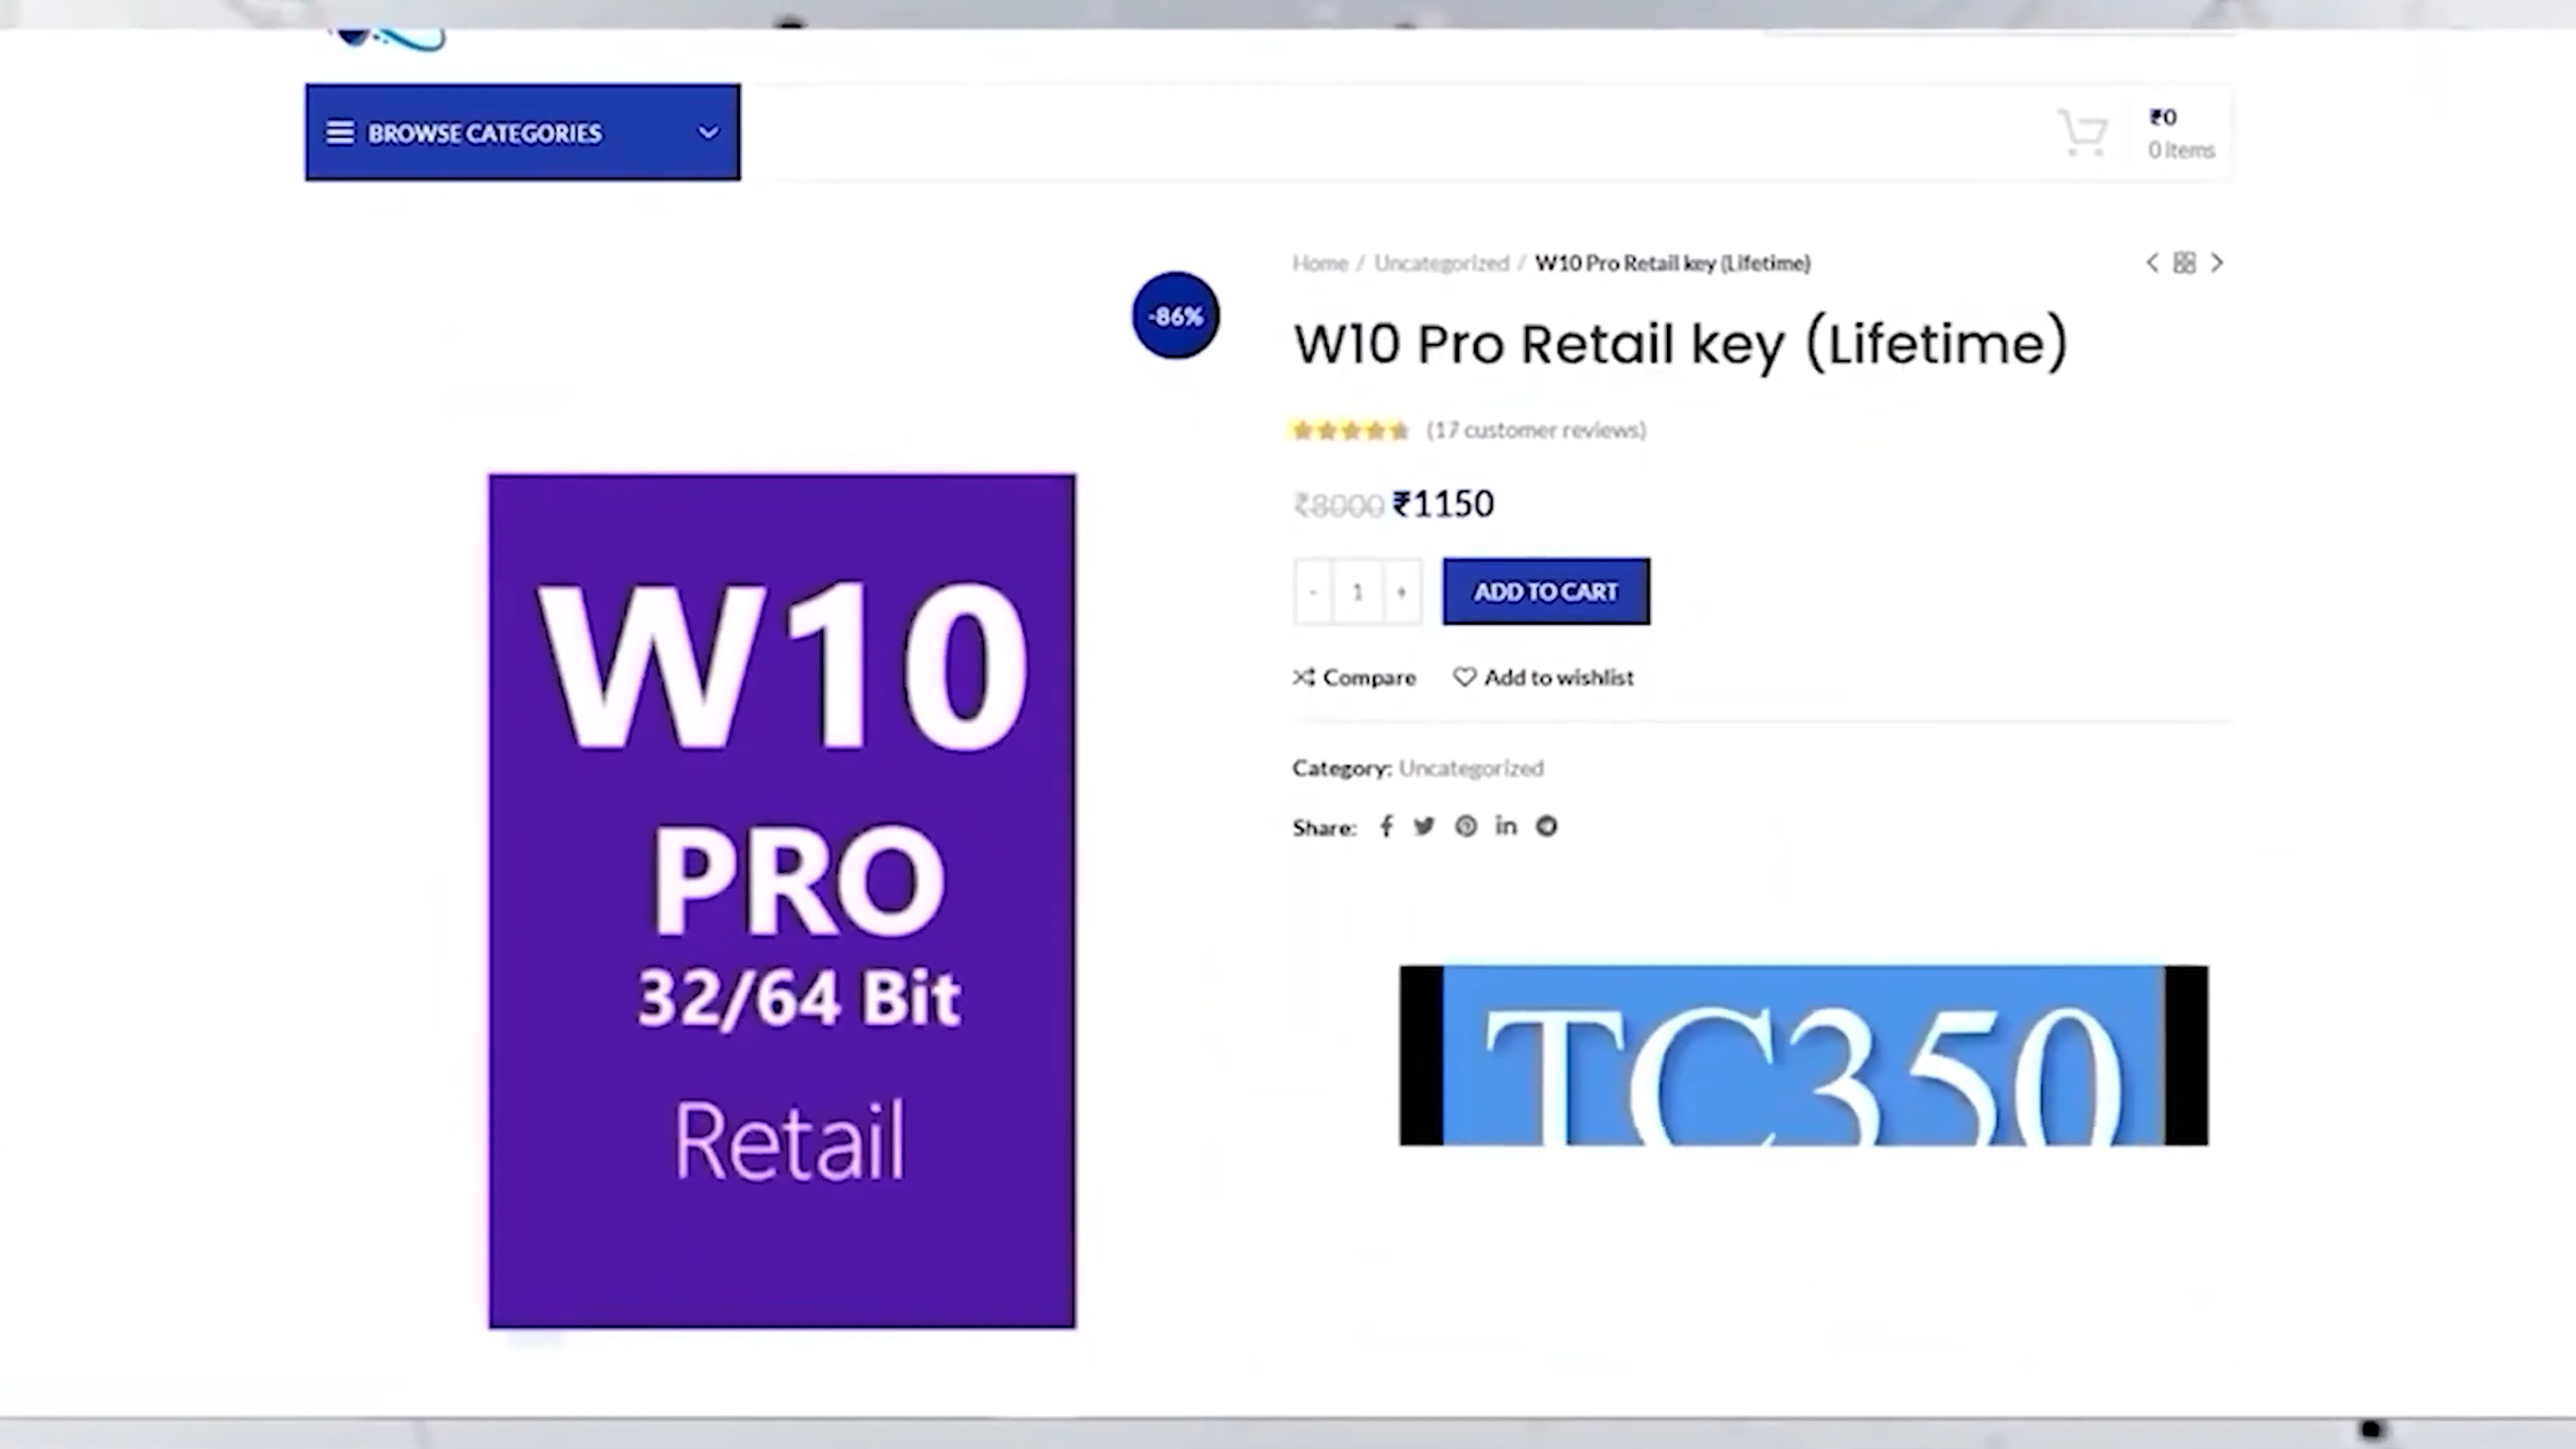 BROWSE CATEGORIES
₹0
0 items
Home / Uncategorized / W10 Pro Retail key (Lifetime)
-86%
W10 Pro Retail key (Lifetime)
(17 customer reviews)
₹8000 ₹1150
- 1 +
ADD TO CART
Compare
Add to wishlist
Category: Uncategorized
Share:
W10
PRO
32/64 Bit
Retail
TC350